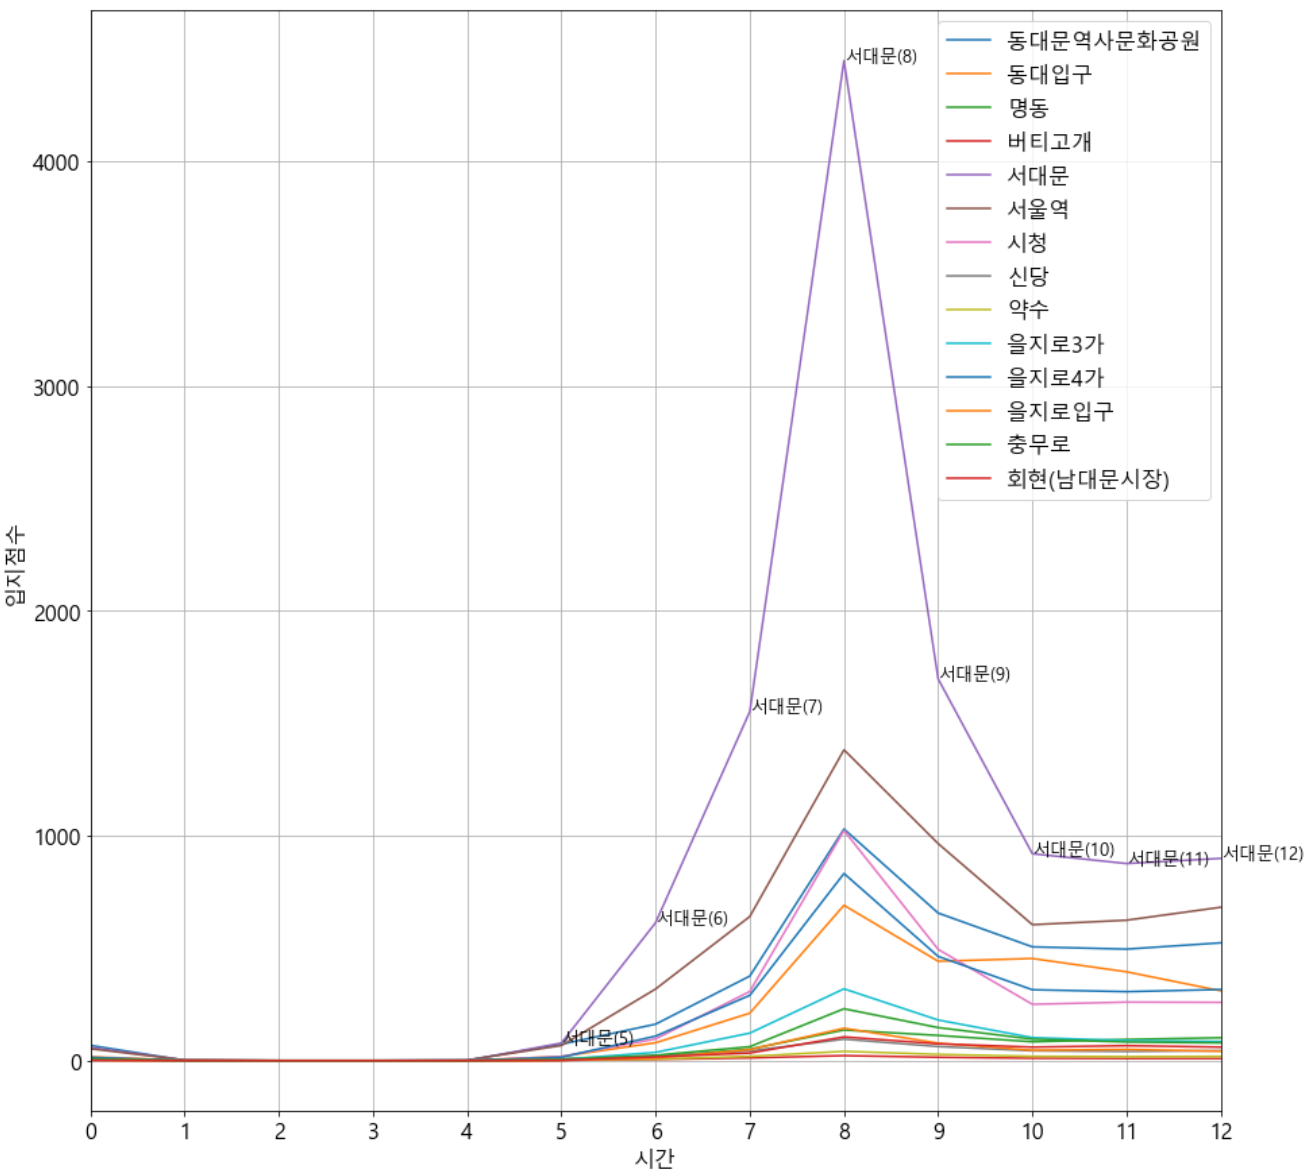 서대문(8)
동대문역사문화공원
동대입구
명동
버티고개
서대문
서울역
시청
신당
약수
을지로3가
을지로4가
을지로입구
충무로
회현(남대문시장)
4000
3000
2000
1000
0
입지점수
서대문(9)
서대문(7)
서대문(10)
서대문(11)
서대문(12)
서대문(6)
서대문(5)
0 1 2 3 4 5 6 7 8 9 10 11 12
시간